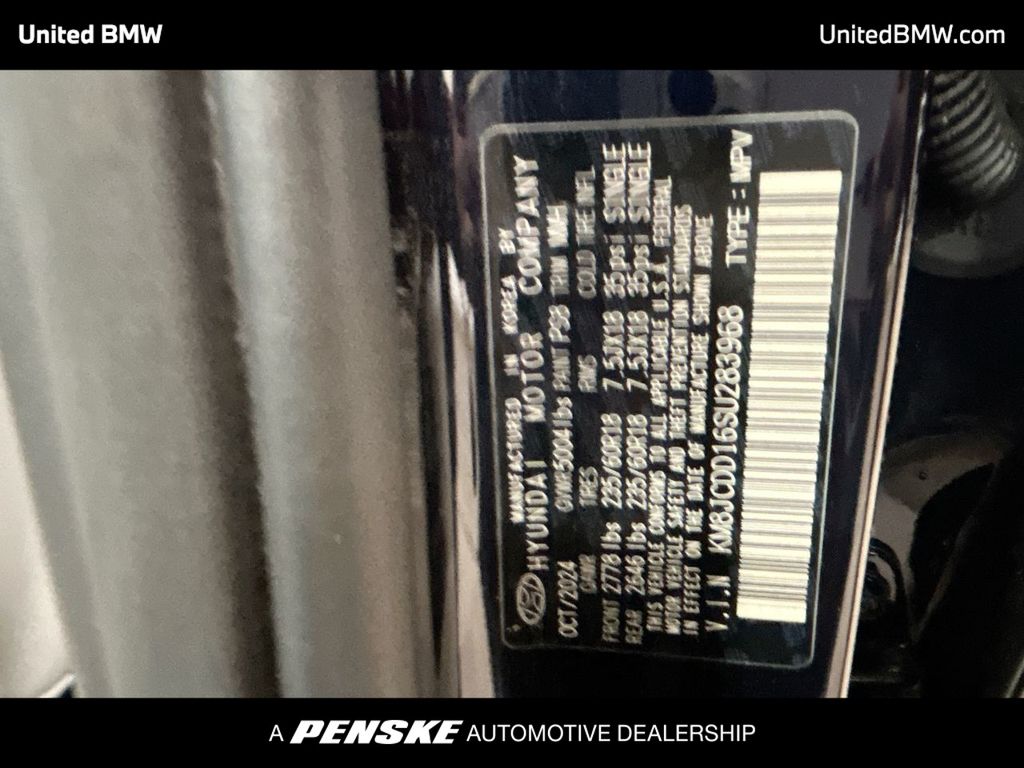 United BMW
UnitedBMW.com
MANUFACTURED IN KOREA BY
HYUNDAI MOTOR COMPANY
OCT/2024 GVWR 5004 lbs PAINT TRIM
GAWR TIRES RIMS COLD TIRE INFL.
FRONT 2778 lbs 235/60R18 7.5JX18 35psi SINGLE
REAR 2646 lbs 235/60R18 7.5JX18 35psi SINGLE
THIS VEHICLE CONFORMS TO ALL APPLICABLE U.S.A. FEDERAL
MOTOR VEHICLE SAFETY AND THEFT PREVENTION STANDARDS
IN EFFECT ON THE DATE OF MANUFACTURE SHOWN ABOVE
V.I.N KM8JCDD16SU283968 TYPE : MPV
A PENSKE AUTOMOTIVE DEALERSHIP